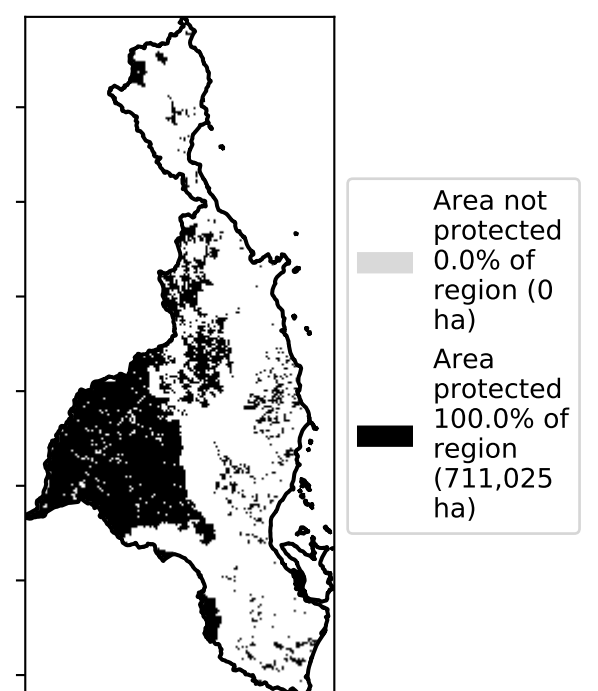 Area not
protected
0.0% of
region (0
ha)
Area
protected
100.0% of
region
(711,025
ha)